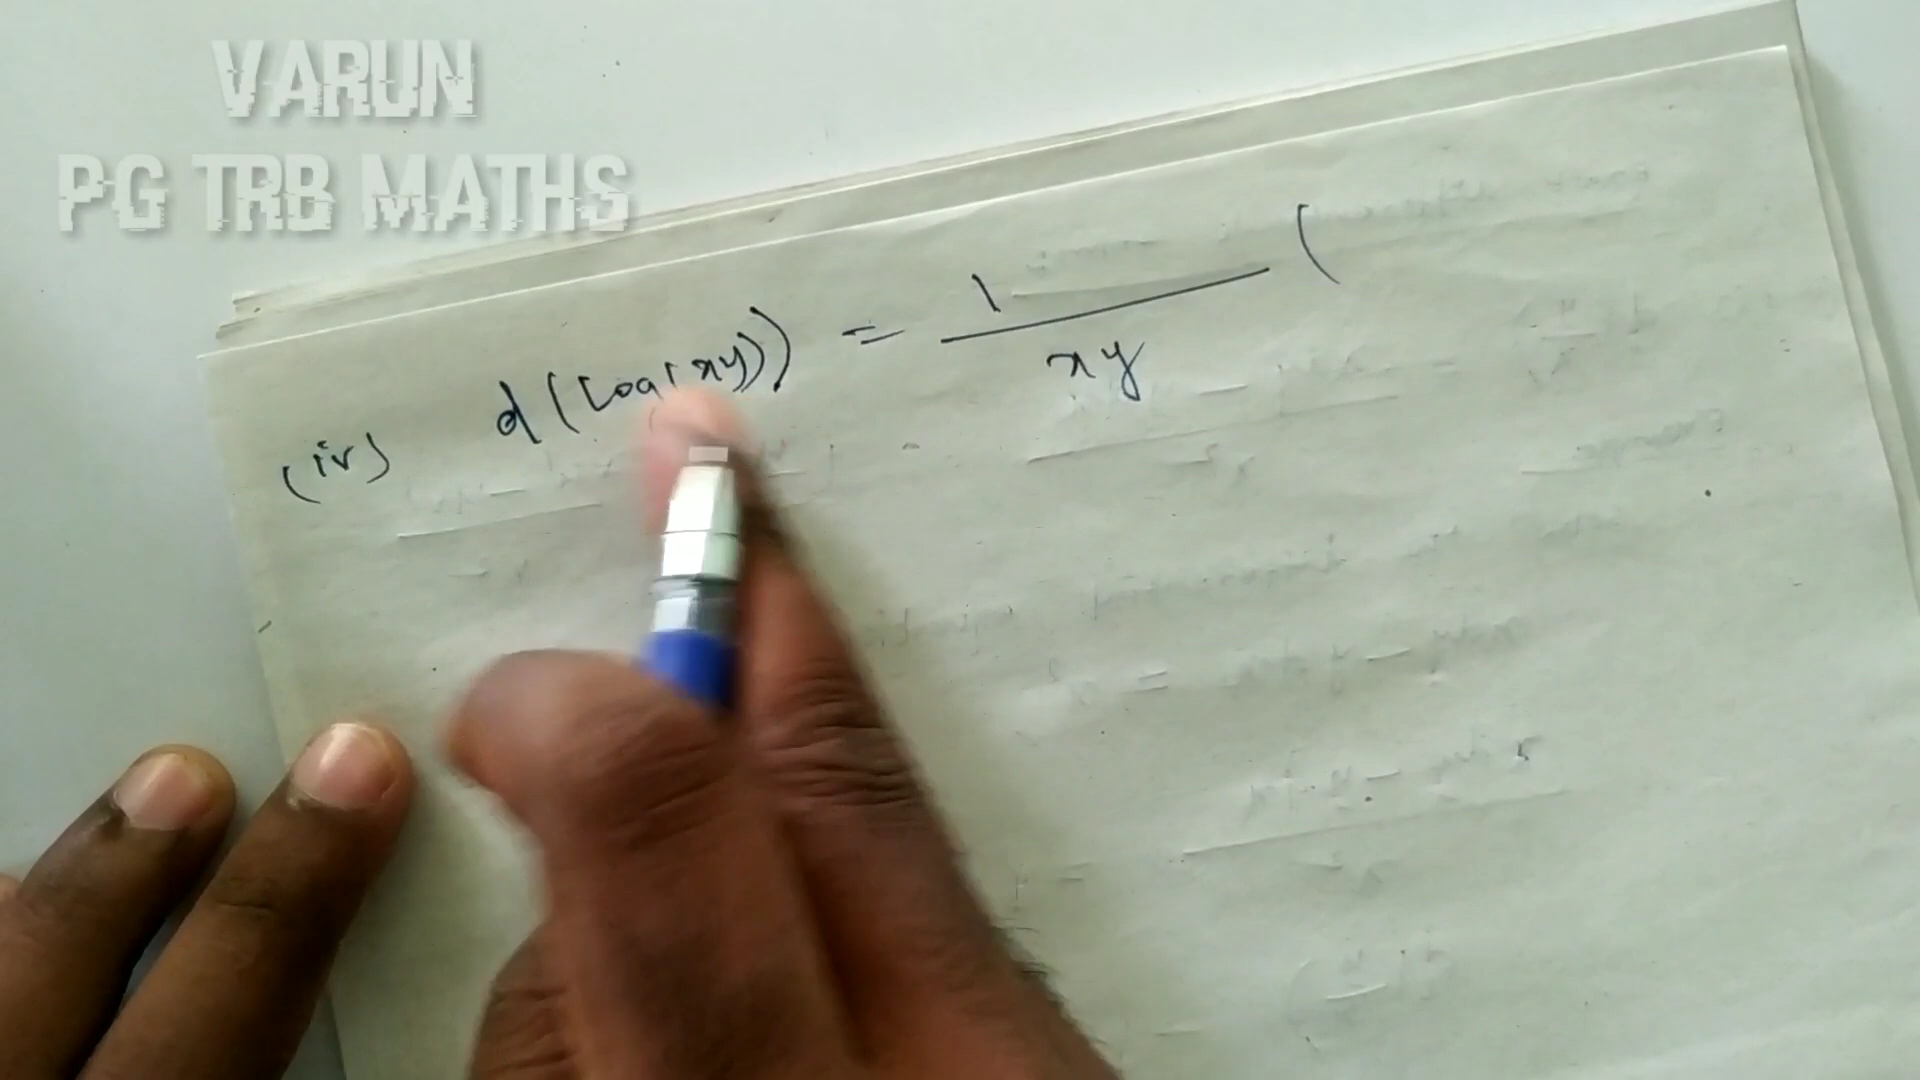 VARUN
PG TRB MATHS
(iv) d(log(xy)) = 1/xy (